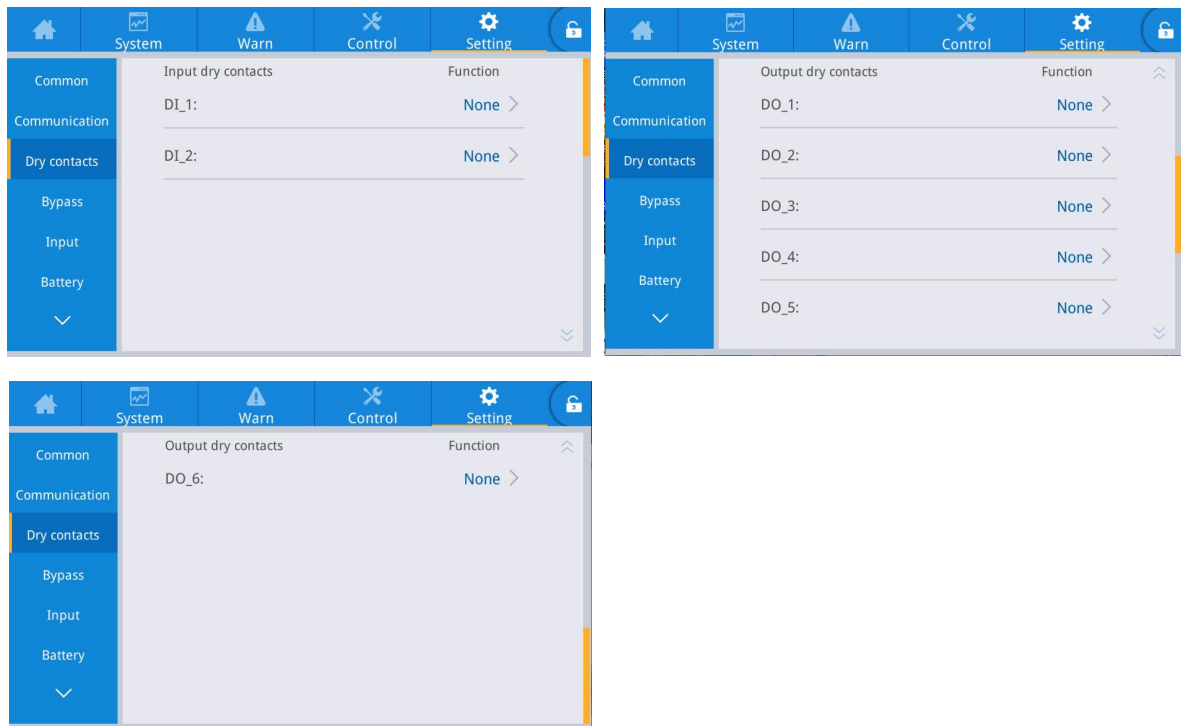 System Warn Control Setting
3
Common
Communication
Dry contacts
Bypass
Input
Battery
Input dry contacts Function
DI_1: None
DI_2: None
System Warn Control Setting
3
Common
Communication
Dry contacts
Bypass
Input
Battery
Output dry contacts Function
DO_1: None
DO_2: None
DO_3: None
DO_4: None
DO_5: None
System Warn Control Setting
3
Common
Communication
Dry contacts
Bypass
Input
Battery
Output dry contacts Function
DO_6: None